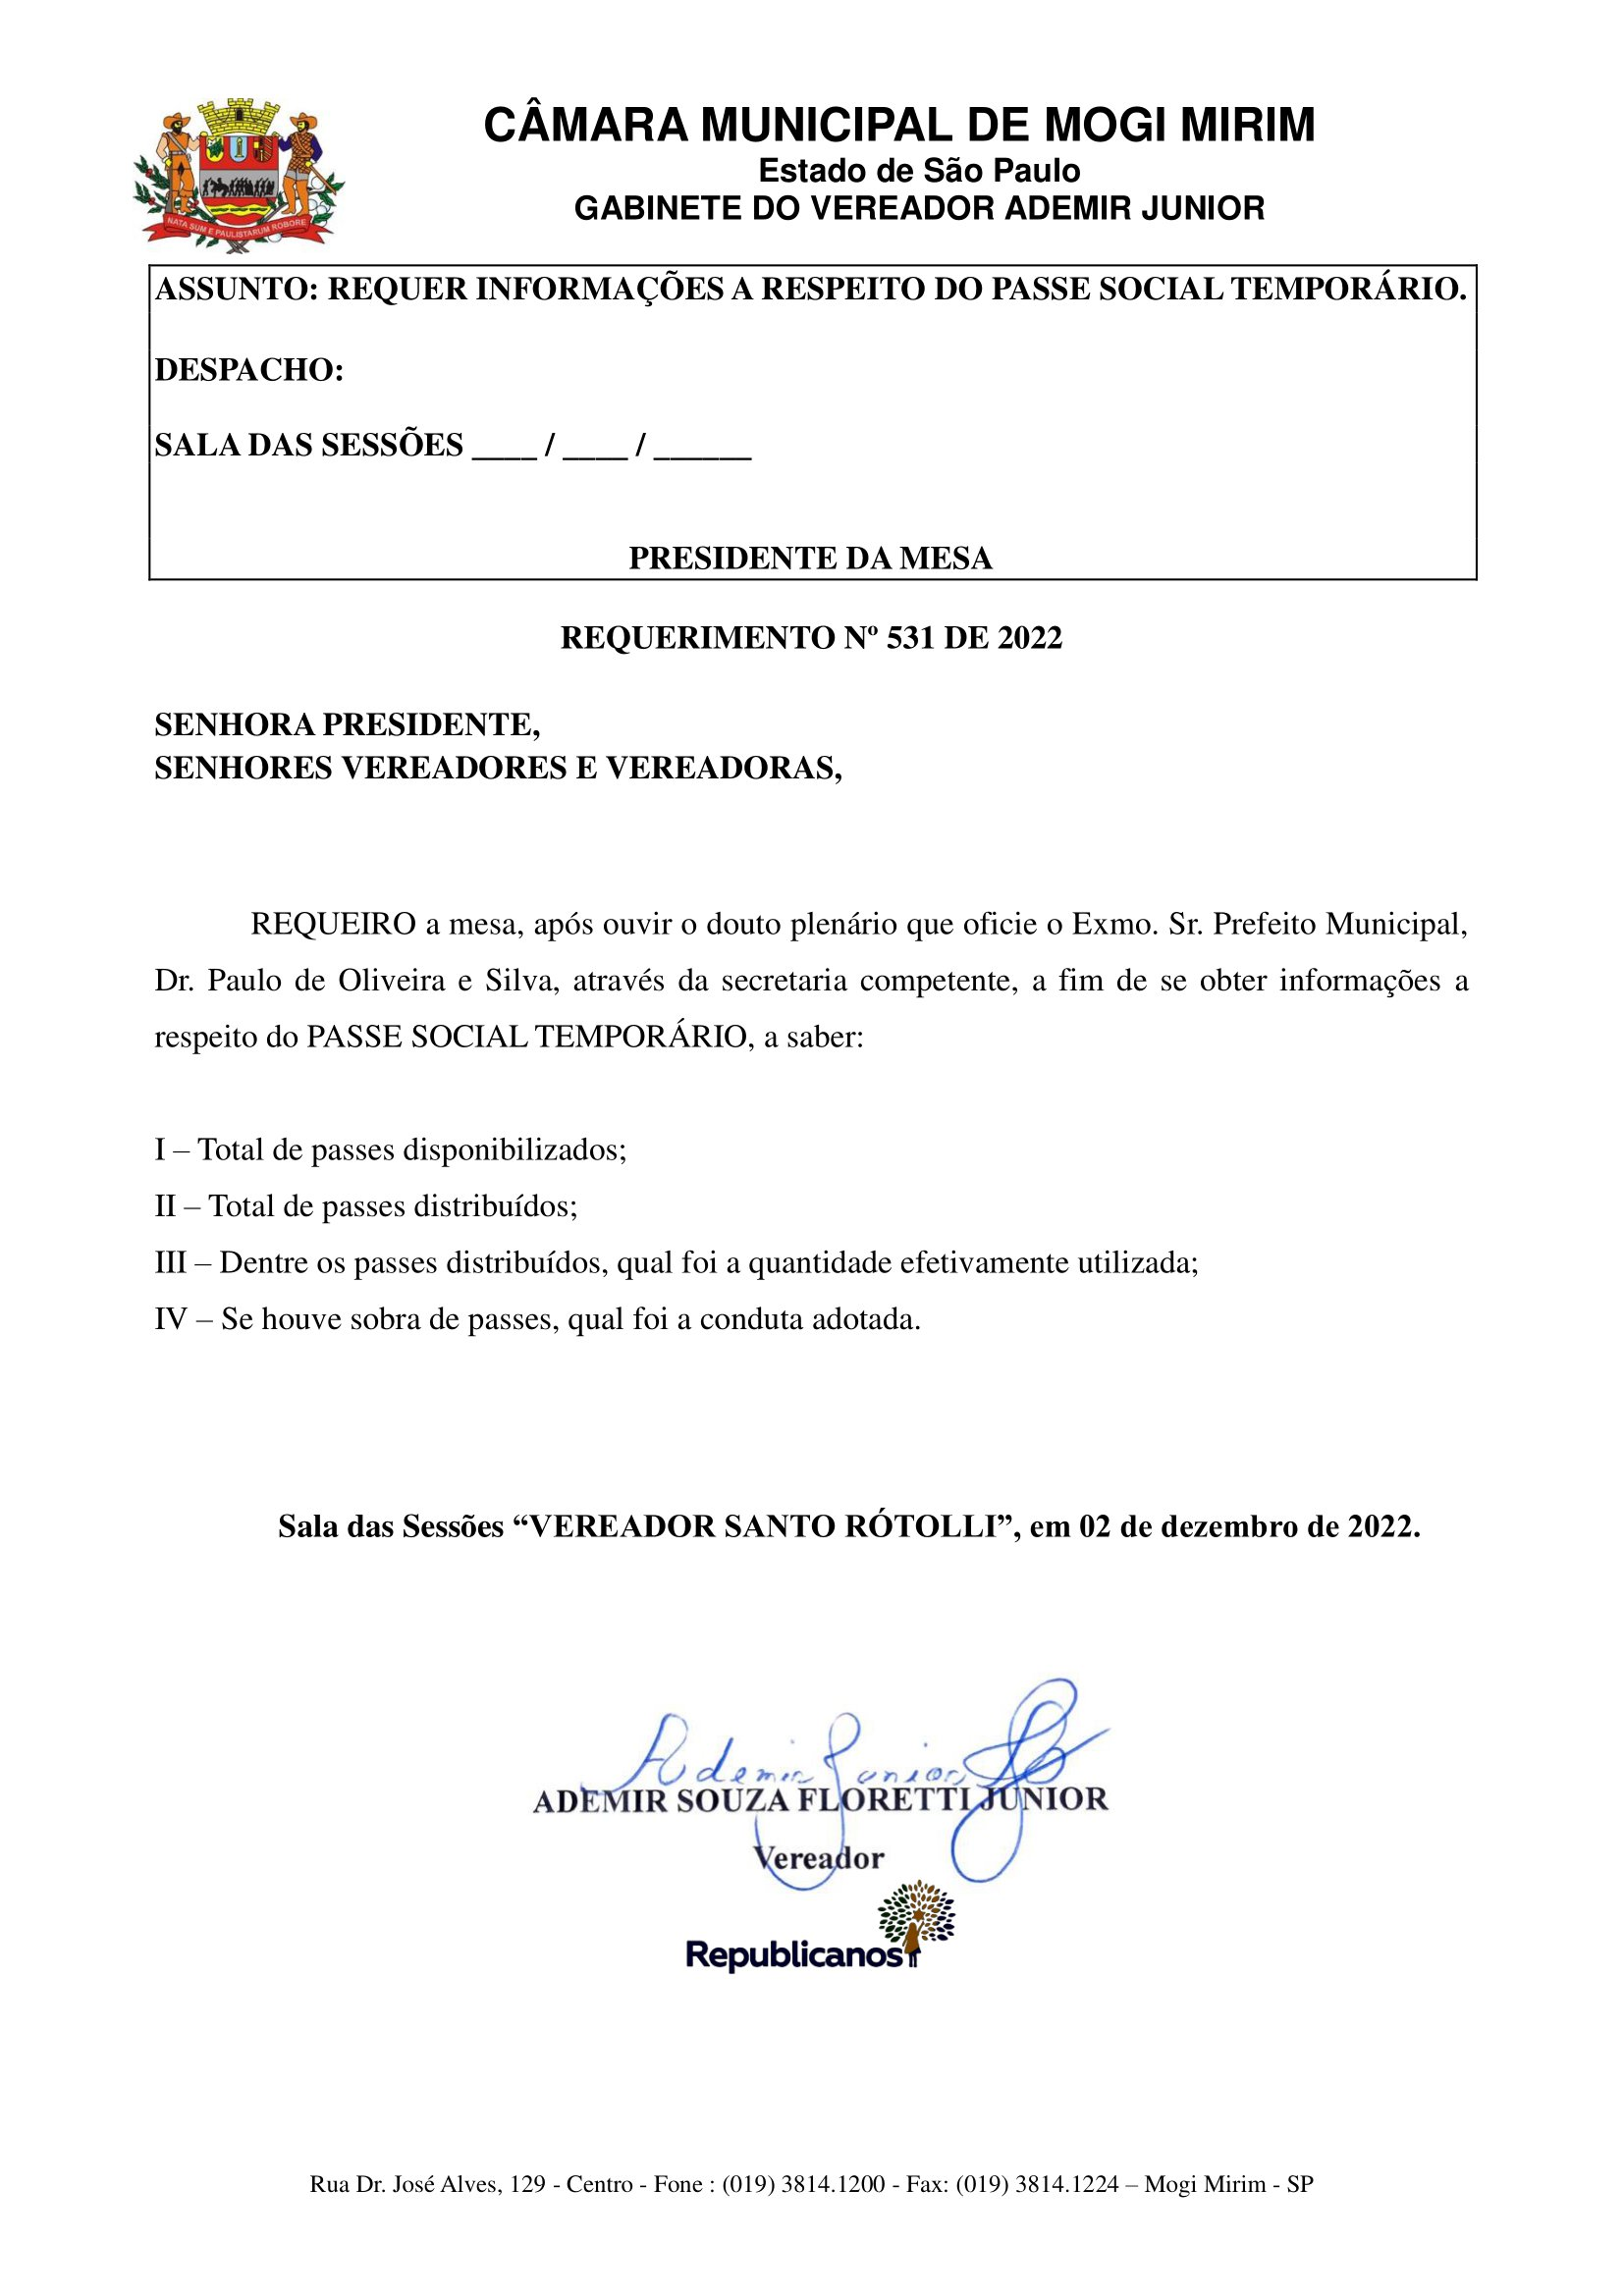 CÂMARA MUNICIPAL DE MOGI MIRIM
Estado de São Paulo
GABINETE DO VEREADOR ADEMIR JUNIOR
NATA SUM E PAULISTARUM ROBORE
ASSUNTO: REQUER INFORMAÇÕES A RESPEITO DO PASSE SOCIAL TEMPORÁRIO.
DESPACHO:
SALA DAS SESSÕES ____ / ____ / ______
PRESIDENTE DA MESA
REQUERIMENTO Nº 531 DE 2022
SENHORA PRESIDENTE,
SENHORES VEREADORES E VEREADORAS,
REQUEIRO a mesa, após ouvir o douto plenário que oficie o Exmo. Sr. Prefeito Municipal,
Dr. Paulo de Oliveira e Silva, através da secretaria competente, a fim de se obter informações a
respeito do PASSE SOCIAL TEMPORÁRIO, a saber:
I – Total de passes disponibilizados;
II – Total de passes distribuídos;
III – Dentre os passes distribuídos, qual foi a quantidade efetivamente utilizada;
IV – Se houve sobra de passes, qual foi a conduta adotada.
Sala das Sessões “VEREADOR SANTO RÓTOLLI”, em 02 de dezembro de 2022.
Ademir Junior
ADEMIR SOUZA FLORETTI JUNIOR
Vereador
Republicanos
Rua Dr. José Alves, 129 - Centro - Fone : (019) 3814.1200 - Fax: (019) 3814.1224 – Mogi Mirim - SP